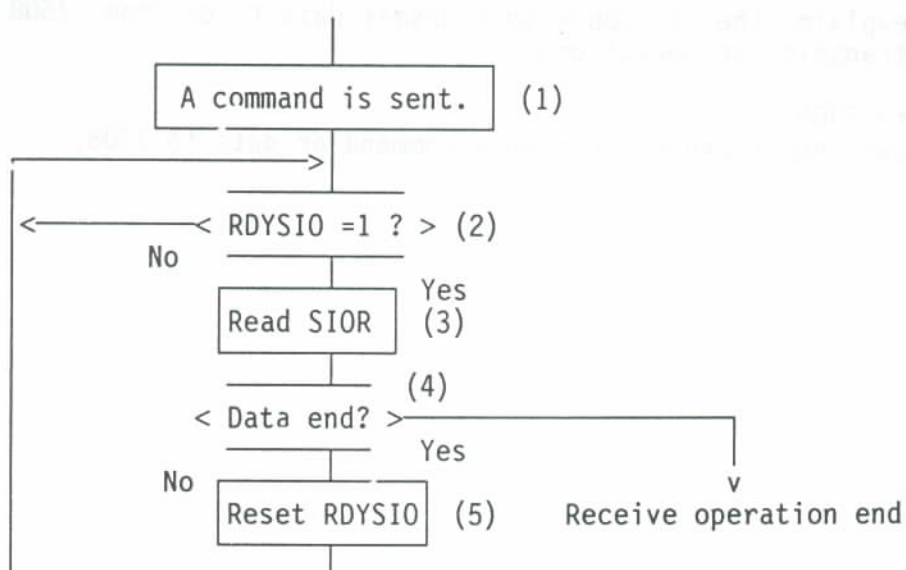 A command is sent. (1)
< RDYSIO =1 ? > (2)
No
Yes
Read SIOR (3)
(4)
< Data end? >
Yes
No
v
Reset RDYSIO (5) Receive operation end